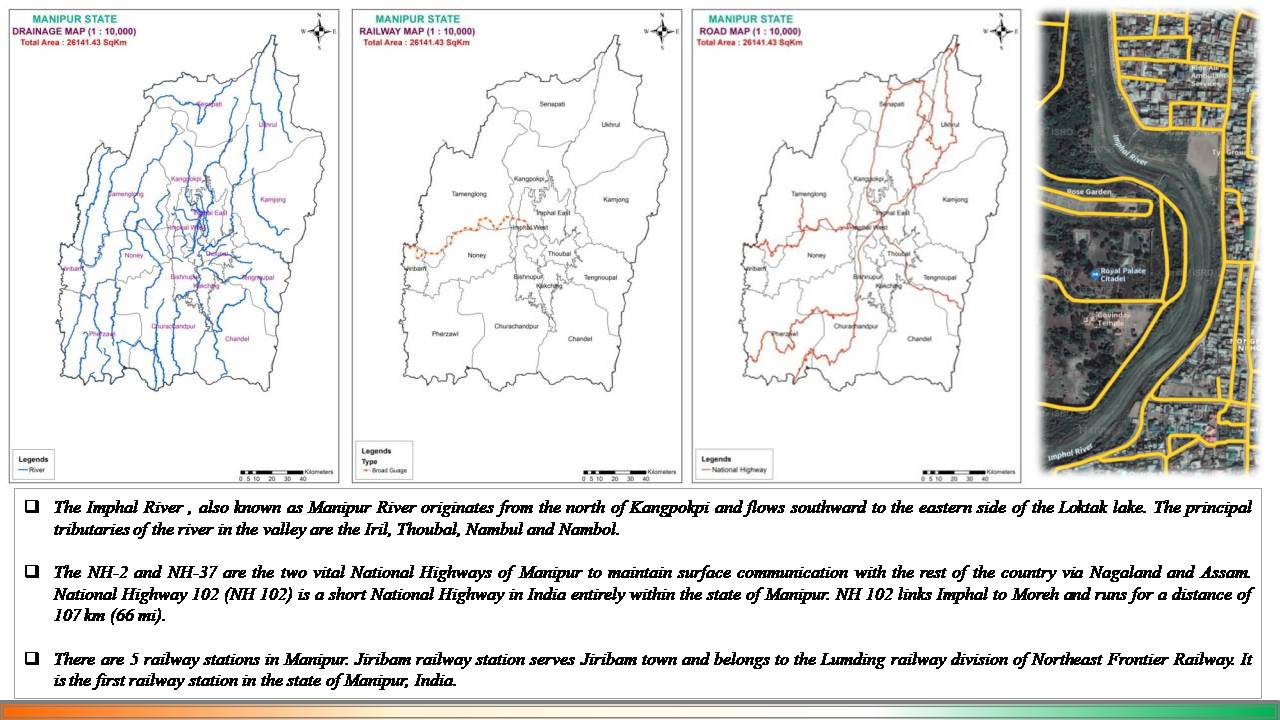 MANIPUR STATE
DRAINAGE MAP (1 : 10,000)
Total Area : 26141.43 SqKm
N
W E
S
Senapati
Ukhrul
Kangpokpi
Tamenglong
Kamjong
Imphal East
Imphal West
Noney
Thoubal
Jiribam
Bishnupur
Tengnoupal
Kakching
Pherzawl
Churachandpur
Chandel
Legends
River
Kilometers
0 5 10 20 30 40
MANIPUR STATE
RAILWAY MAP (1 : 10,000)
Total Area : 26141.43 SqKm
N
W E
S
Senapati
Ukhrul
Kangpokpi
Tamenglong
Kamjong
Imphal East
Imphal West
Noney
Thoubal
Jiribam
Bishnupur
Tengnoupal
Kakching
Pherzawl
Churachandpur
Chandel
Legends
Type
Broad Guage
Kilometers
0 5 10 20 30 40
MANIPUR STATE
ROAD MAP (1 : 10,000)
Total Area : 26141.43 SqKm
N
W E
S
Senapati
Ukhrul
Kangpokpi
Tamenglong
Kamjong
Imphal East
Imphal West
Noney
Thoubal
Jiribam
Bishnupur
Tengnoupal
Kakching
Pherzawl
Churachandpur
Chandel
Legends
National Highway
Kilometers
0 5 10 20 30 40
Ambulance
Services
ISRO
Imphal River
Ground
Rose Garden
Royal Palace
Citadel
ISRO
Govindaji
Temple
ISRO
Imphal River
The Imphal River , also known as Manipur River originates from the north of Kangpokpi and flows southward to the eastern side of the Loktak lake. The principal
tributaries of the river in the valley are the Iril, Thoubal, Nambul and Nambol.
The NH-2 and NH-37 are the two vital National Highways of Manipur to maintain surface communication with the rest of the country via Nagaland and Assam.
National Highway 102 (NH 102) is a short National Highway in India entirely within the state of Manipur. NH 102 links Imphal to Moreh and runs for a distance of
107 km (66 mi).
There are 5 railway stations in Manipur. Jiribam railway station serves Jiribam town and belongs to the Lumding railway division of Northeast Frontier Railway. It
is the first railway station in the state of Manipur, India.